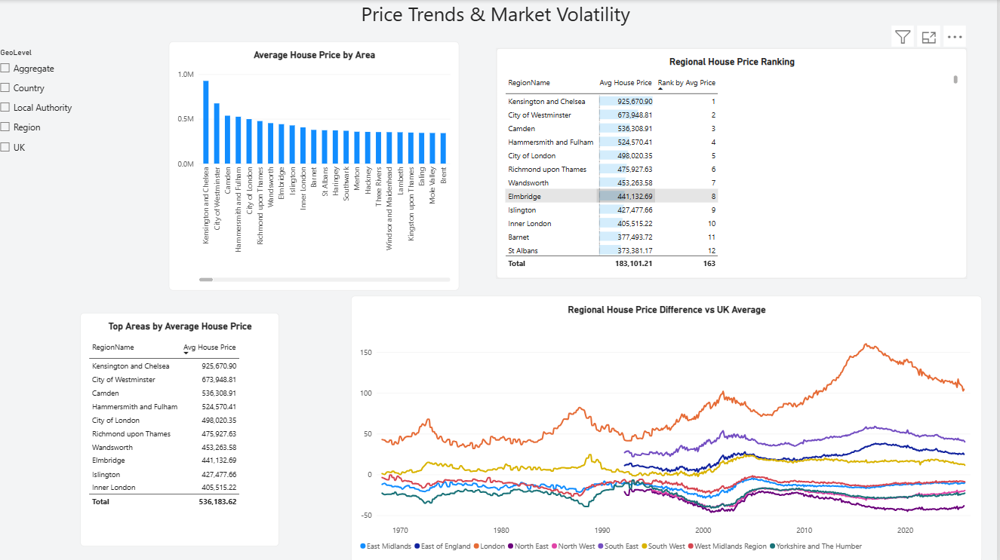 Price Trends & Market Volatility
GeoLevel
Aggregate
Country
Local Authority
Region
UK
Average House Price by Area
1.0M
0.5M
0.0M
Kensington and Chelsea
City of Westminster
Camden
Hammersmith and Fulham
City of London
Richmond upon Thames
Wandsworth
Elmbridge
Islington
Inner London
Barnet
St Albans
Haringey
Southwark
Merton
Hackney
Three Rivers
Windsor and Maidenhead
Lambeth
Kingston upon Thames
Ealing
Mole Valley
Brent
Regional House Price Ranking
RegionName Avg House Price Rank by Avg Price
Kensington and Chelsea 925,670.90 1
City of Westminster 673,948.81 2
Camden 536,308.91 3
Hammersmith and Fulham 524,570.41 4
City of London 498,020.35 5
Richmond upon Thames 475,927.63 6
Wandsworth 453,263.58 7
Elmbridge 441,132.69 8
Islington 427,477.66 9
Inner London 405,515.22 10
Barnet 377,493.72 11
St Albans 373,381.17 12
Total 183,101.21 163
Top Areas by Average House Price
RegionName Avg House Price
Kensington and Chelsea 925,670.90
City of Westminster 673,948.81
Camden 536,308.91
Hammersmith and Fulham 524,570.41
City of London 498,020.35
Richmond upon Thames 475,927.63
Wandsworth 453,263.58
Elmbridge 441,132.69
Islington 427,477.66
Inner London 405,515.22
Total 536,183.62
Regional House Price Difference vs UK Average
150
100
50
0
-50
1970 1980 1990 2000 2010 2020
East Midlands East of England London North East North West South East South West West Midlands Region Yorkshire and The Humber